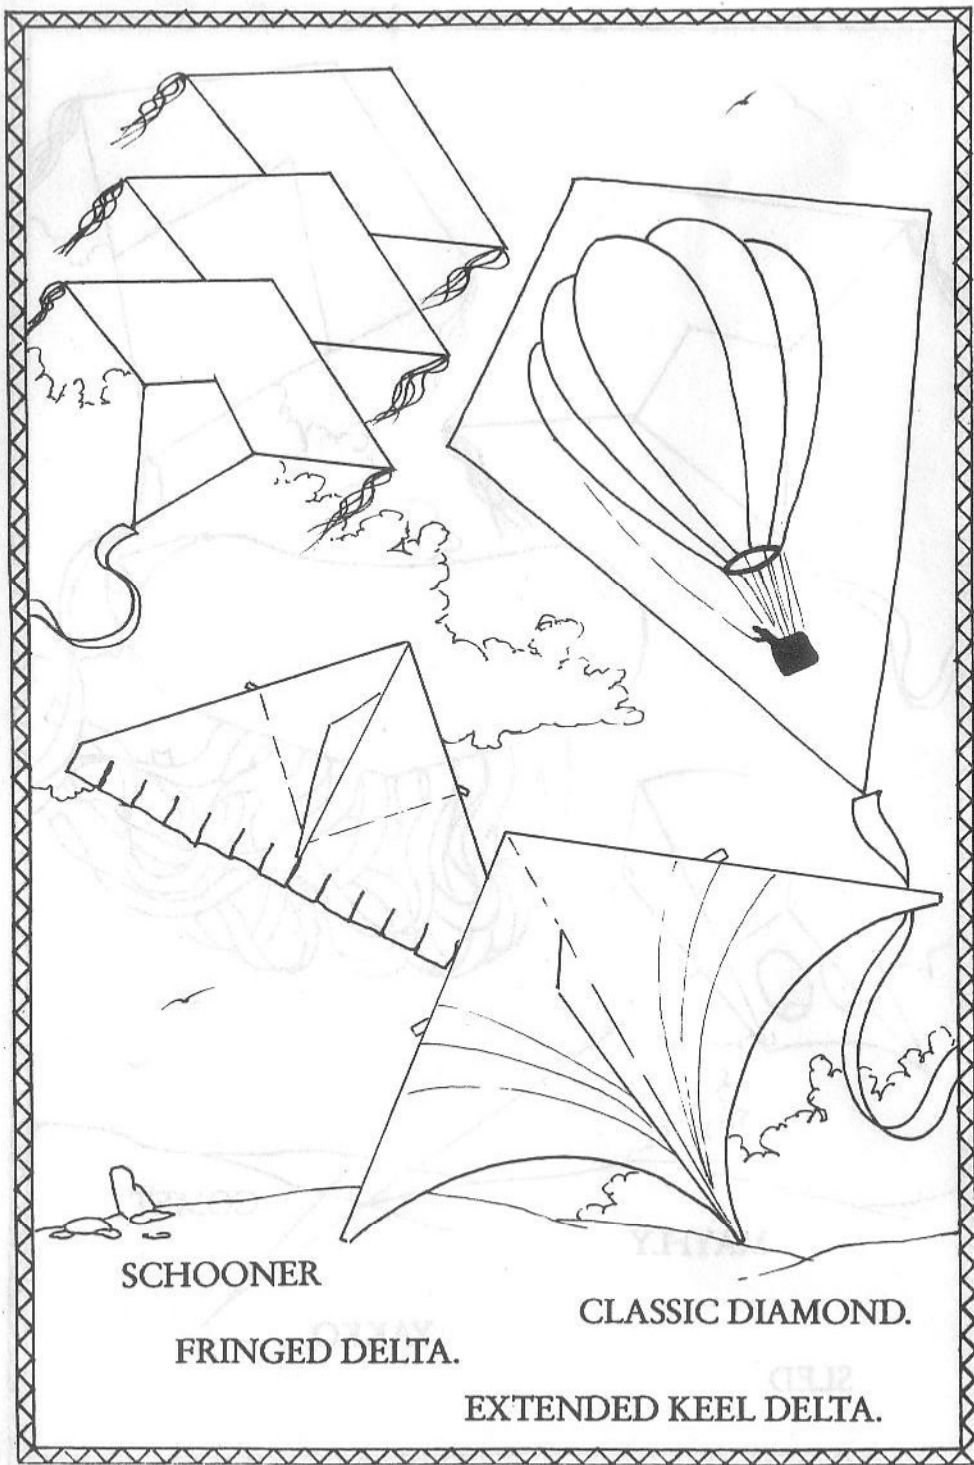 SCHOONER
CLASSIC DIAMOND.
FRINGED DELTA.
EXTENDED KEEL DELTA.